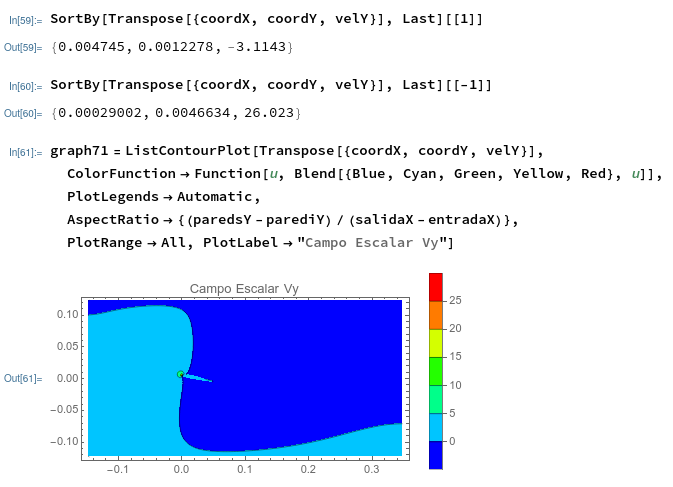 In[59]:= SortBy[Transpose[{coordX, coordY, velY}], Last][[1]]
Out[59]= {0.004745, 0.0012278, -3.1143}
In[60]:= SortBy[Transpose[{coordX, coordY, velY}], Last][[-1]]
Out[60]= {0.00029002, 0.0046634, 26.023}
In[61]:= graph71 = ListContourPlot[Transpose[{coordX, coordY, velY}],
ColorFunction → Function[u, Blend[{Blue, Cyan, Green, Yellow, Red}, u]],
PlotLegends → Automatic,
AspectRatio → {(paredsY - parediY) / (salidaX - entradaX)},
PlotRange → All, PlotLabel → "Campo Escalar Vy"]
Campo Escalar Vy
Out[61]=
0.10
0.05
0.00
-0.05
-0.10
-0.1 0.0 0.1 0.2 0.3
25
20
15
10
5
0